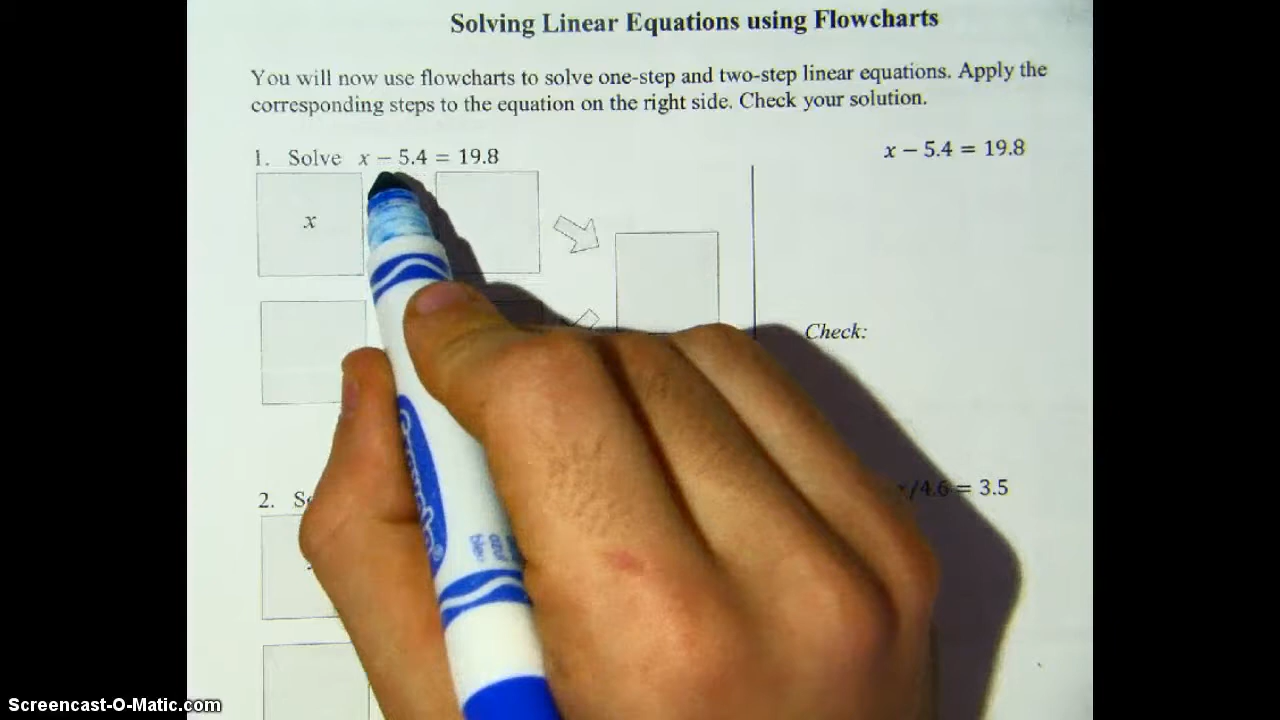 Solving Linear Equations using Flowcharts
You will now use flowcharts to solve one-step and two-step linear equations. Apply the
corresponding steps to the equation on the right side. Check your solution.
1. Solve x − 5.4 = 19.8
x − 5.4 = 19.8
x
Check:
2.
x/4.6 = 3.5
Crayola®
azul
Screencast-O-Matic.com